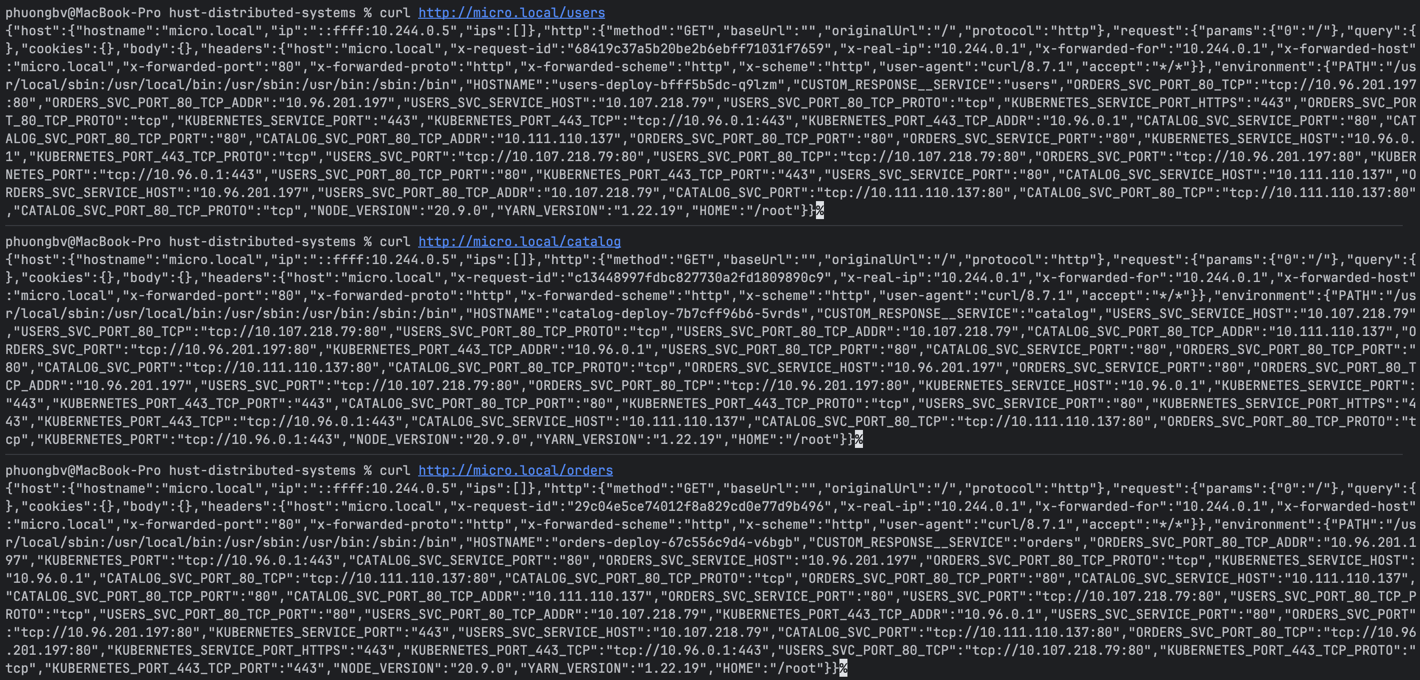 phuongbv@MacBook-Pro hust-distributed-systems % curl http://micro.local/users
{"host":{"hostname":"micro.local","ip":"::ffff:10.244.0.5","ips":[]},"http":{"method":"GET","baseUrl":"","originalUrl":"/","protocol":"http"},"request":{"params":{"0":"/"},"query":{
},"cookies":{},"body":{},"headers":{"host":"micro.local","x-request-id":"68419c37a5b20be2b6ebff71031f7659","x-real-ip":"10.244.0.1","x-forwarded-for":"10.244.0.1","x-forwarded-host"
:"micro.local","x-forwarded-port":"80","x-forwarded-proto":"http","x-forwarded-scheme":"http","x-scheme":"http","user-agent":"curl/8.7.1","accept":"*/*"}},"environment":{"PATH":"/us
r/local/sbin:/usr/local/bin:/usr/sbin:/usr/bin:/sbin:/bin","HOSTNAME":"users-deploy-bfff5b5dc-q9lzm","CUSTOM_RESPONSE__SERVICE":"users","ORDERS_SVC_PORT_80_TCP":"tcp://10.96.201.197
:80","ORDERS_SVC_PORT_80_TCP_ADDR":"10.96.201.197","USERS_SVC_SERVICE_HOST":"10.107.218.79","USERS_SVC_PORT_80_TCP_PROTO":"tcp","KUBERNETES_SERVICE_PORT_HTTPS":"443","ORDERS_SVC_POR
T_80_TCP_PROTO":"tcp","KUBERNETES_SERVICE_PORT":"443","KUBERNETES_PORT_443_TCP":"tcp://10.96.0.1:443","KUBERNETES_PORT_443_TCP_ADDR":"10.96.0.1","CATALOG_SVC_SERVICE_PORT":"80","CAT
ALOG_SVC_PORT_80_TCP_PORT":"80","CATALOG_SVC_PORT_80_TCP_ADDR":"10.111.110.137","ORDERS_SVC_PORT_80_TCP_PORT":"80","ORDERS_SVC_SERVICE_PORT":"80","KUBERNETES_SERVICE_HOST":"10.96.0.
1","KUBERNETES_PORT_443_TCP_PROTO":"tcp","USERS_SVC_PORT":"tcp://10.107.218.79:80","USERS_SVC_PORT_80_TCP":"tcp://10.107.218.79:80","ORDERS_SVC_PORT":"tcp://10.96.201.197:80","KUBER
NETES_PORT":"tcp://10.96.0.1:443","USERS_SVC_PORT_80_TCP_PORT":"80","KUBERNETES_PORT_443_TCP_PORT":"443","USERS_SVC_SERVICE_PORT":"80","CATALOG_SVC_SERVICE_HOST":"10.111.110.137","O
RDERS_SVC_SERVICE_HOST":"10.96.201.197","USERS_SVC_PORT_80_TCP_ADDR":"10.107.218.79","CATALOG_SVC_PORT":"tcp://10.111.110.137:80","CATALOG_SVC_PORT_80_TCP":"tcp://10.111.110.137:80"
,"CATALOG_SVC_PORT_80_TCP_PROTO":"tcp","NODE_VERSION":"20.9.0","YARN_VERSION":"1.22.19","HOME":"/root"}}%
phuongbv@MacBook-Pro hust-distributed-systems % curl http://micro.local/catalog
{"host":{"hostname":"micro.local","ip":"::ffff:10.244.0.5","ips":[]},"http":{"method":"GET","baseUrl":"","originalUrl":"/","protocol":"http"},"request":{"params":{"0":"/"},"query":{
},"cookies":{},"body":{},"headers":{"host":"micro.local","x-request-id":"c13448997fdbc827730a2fd1809890c9","x-real-ip":"10.244.0.1","x-forwarded-for":"10.244.0.1","x-forwarded-host"
:"micro.local","x-forwarded-port":"80","x-forwarded-proto":"http","x-forwarded-scheme":"http","x-scheme":"http","user-agent":"curl/8.7.1","accept":"*/*"}},"environment":{"PATH":"/us
r/local/sbin:/usr/local/bin:/usr/sbin:/usr/bin:/sbin:/bin","HOSTNAME":"catalog-deploy-7b7cff96b6-5vrds","CUSTOM_RESPONSE__SERVICE":"catalog","USERS_SVC_SERVICE_HOST":"10.107.218.79"
,"USERS_SVC_PORT_80_TCP":"tcp://10.107.218.79:80","USERS_SVC_PORT_80_TCP_PROTO":"tcp","USERS_SVC_PORT_80_TCP_ADDR":"10.107.218.79","CATALOG_SVC_PORT_80_TCP_ADDR":"10.111.110.137","O
RDERS_SVC_PORT":"tcp://10.96.201.197:80","KUBERNETES_PORT_443_TCP_ADDR":"10.96.0.1","USERS_SVC_PORT_80_TCP_PORT":"80","CATALOG_SVC_SERVICE_PORT":"80","ORDERS_SVC_PORT_80_TCP_PORT":"
80","CATALOG_SVC_PORT":"tcp://10.111.110.137:80","CATALOG_SVC_PORT_80_TCP_PROTO":"tcp","ORDERS_SVC_SERVICE_HOST":"10.96.201.197","ORDERS_SVC_SERVICE_PORT":"80","ORDERS_SVC_PORT_80_T
CP_ADDR":"10.96.201.197","USERS_SVC_PORT":"tcp://10.107.218.79:80","ORDERS_SVC_PORT_80_TCP":"tcp://10.96.201.197:80","KUBERNETES_SERVICE_HOST":"10.96.0.1","KUBERNETES_SERVICE_PORT":
"443","KUBERNETES_PORT_443_TCP_PORT":"443","CATALOG_SVC_PORT_80_TCP_PORT":"80","KUBERNETES_PORT_443_TCP_PROTO":"tcp","USERS_SVC_SERVICE_PORT":"80","KUBERNETES_SERVICE_PORT_HTTPS":"4
43","KUBERNETES_PORT_443_TCP":"tcp://10.96.0.1:443","CATALOG_SVC_SERVICE_HOST":"10.111.110.137","CATALOG_SVC_PORT_80_TCP":"tcp://10.111.110.137:80","ORDERS_SVC_PORT_80_TCP_PROTO":"t
cp","KUBERNETES_PORT":"tcp://10.96.0.1:443","NODE_VERSION":"20.9.0","YARN_VERSION":"1.22.19","HOME":"/root"}}%
phuongbv@MacBook-Pro hust-distributed-systems % curl http://micro.local/orders
{"host":{"hostname":"micro.local","ip":"::ffff:10.244.0.5","ips":[]},"http":{"method":"GET","baseUrl":"","originalUrl":"/","protocol":"http"},"request":{"params":{"0":"/"},"query":{
},"cookies":{},"body":{},"headers":{"host":"micro.local","x-request-id":"29c04e5ce74012f8a829cd0e77d9b496","x-real-ip":"10.244.0.1","x-forwarded-for":"10.244.0.1","x-forwarded-host"
:"micro.local","x-forwarded-port":"80","x-forwarded-proto":"http","x-forwarded-scheme":"http","x-scheme":"http","user-agent":"curl/8.7.1","accept":"*/*"}},"environment":{"PATH":"/us
r/local/sbin:/usr/local/bin:/usr/sbin:/usr/bin:/sbin:/bin","HOSTNAME":"orders-deploy-67c556c9d4-v6bgb","CUSTOM_RESPONSE__SERVICE":"orders","ORDERS_SVC_PORT_80_TCP_ADDR":"10.96.201.1
97","KUBERNETES_PORT":"tcp://10.96.0.1:443","CATALOG_SVC_SERVICE_PORT":"80","ORDERS_SVC_SERVICE_HOST":"10.96.201.197","ORDERS_SVC_PORT_80_TCP_PROTO":"tcp","KUBERNETES_SERVICE_HOST":
"10.96.0.1","CATALOG_SVC_PORT_80_TCP":"tcp://10.111.110.137:80","CATALOG_SVC_PORT_80_TCP_PROTO":"tcp","ORDERS_SVC_PORT_80_TCP_PORT":"80","CATALOG_SVC_SERVICE_HOST":"10.111.110.137",
"CATALOG_SVC_PORT_80_TCP_PORT":"80","CATALOG_SVC_PORT_80_TCP_ADDR":"10.111.110.137","ORDERS_SVC_SERVICE_PORT":"80","USERS_SVC_PORT":"tcp://10.107.218.79:80","USERS_SVC_PORT_80_TCP_P
ROTO":"tcp","USERS_SVC_PORT_80_TCP_PORT":"80","USERS_SVC_PORT_80_TCP_ADDR":"10.107.218.79","KUBERNETES_PORT_443_TCP_ADDR":"10.96.0.1","USERS_SVC_SERVICE_PORT":"80","ORDERS_SVC_PORT"
:"tcp://10.96.201.197:80","KUBERNETES_SERVICE_PORT":"443","USERS_SVC_SERVICE_HOST":"10.107.218.79","CATALOG_SVC_PORT":"tcp://10.111.110.137:80","ORDERS_SVC_PORT_80_TCP":"tcp://10.96
.201.197:80","KUBERNETES_SERVICE_PORT_HTTPS":"443","KUBERNETES_PORT_443_TCP":"tcp://10.96.0.1:443","USERS_SVC_PORT_80_TCP":"tcp://10.107.218.79:80","KUBERNETES_PORT_443_TCP_PROTO":"
tcp","KUBERNETES_PORT_443_TCP_PORT":"443","NODE_VERSION":"20.9.0","YARN_VERSION":"1.22.19","HOME":"/root"}}%